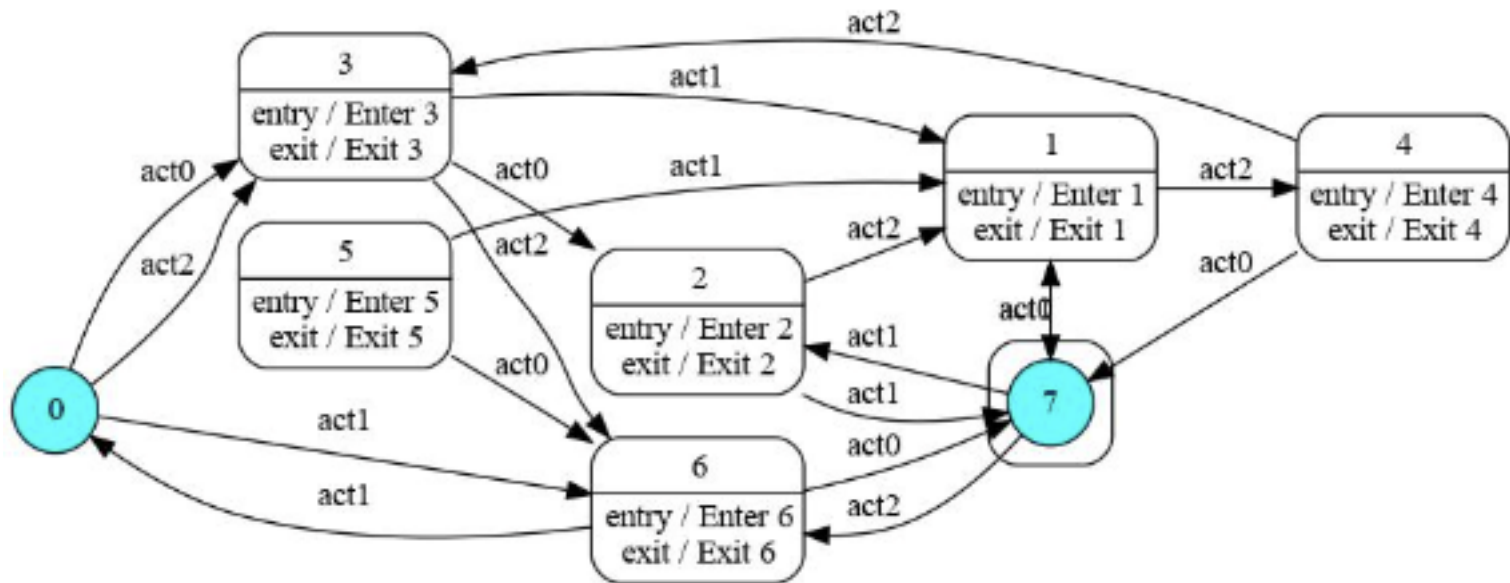 act2
3
entry / Enter 3
exit / Exit 3
act1
act0
act0
act2
act1
act2
1
entry / Enter 1
exit / Exit 1
act2
4
entry / Enter 4
exit / Exit 4
5
entry / Enter 5
exit / Exit 5
act0
2
entry / Enter 2
exit / Exit 2
act2
act0
act1
act1
0
act1
act1
7
6
entry / Enter 6
exit / Exit 6
act0
act2